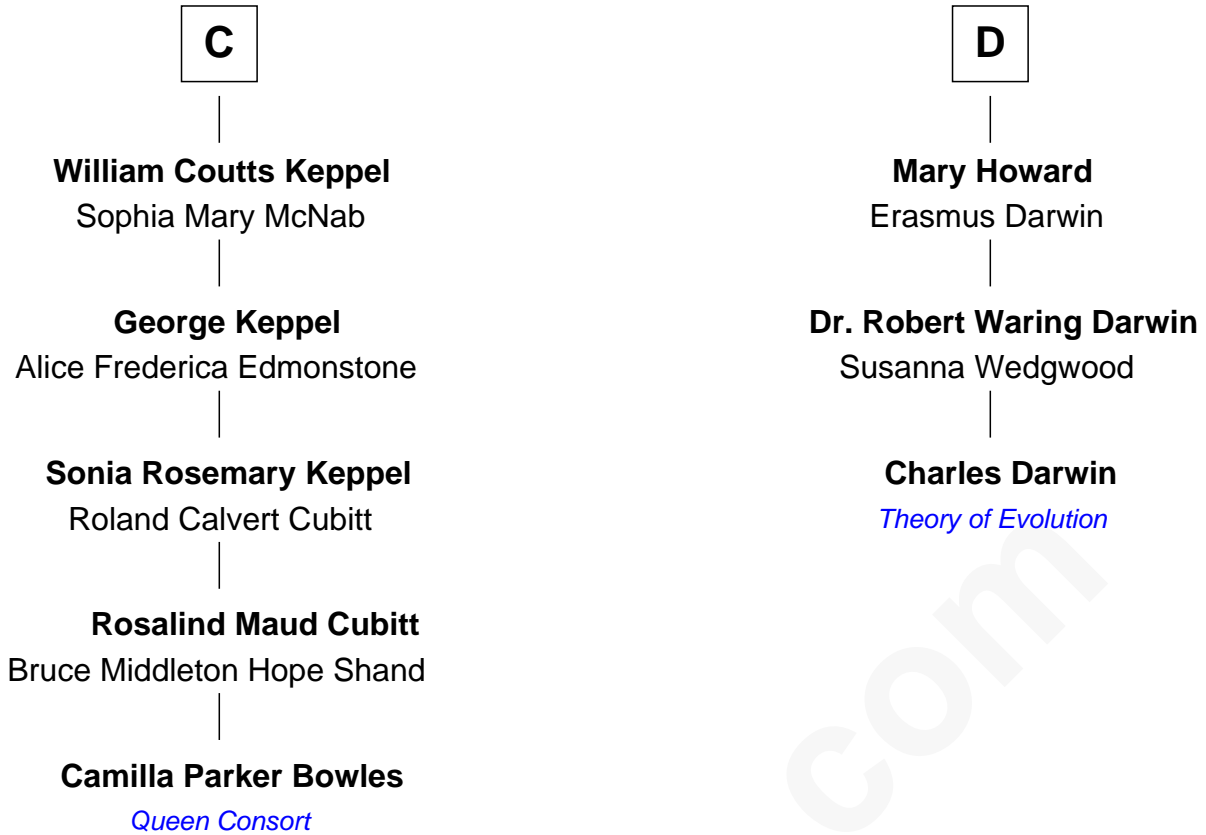 C
William Coutts Keppel
Sophia Mary McNab
George Keppel
Alice Frederica Edmonstone
Sonia Rosemary Keppel
Roland Calvert Cubitt
Rosalind Maud Cubitt
Bruce Middleton Hope Shand
Camilla Parker Bowles
Queen Consort
D
Mary Howard
Erasmus Darwin
Dr. Robert Waring Darwin
Susanna Wedgwood
Charles Darwin
Theory of Evolution
com